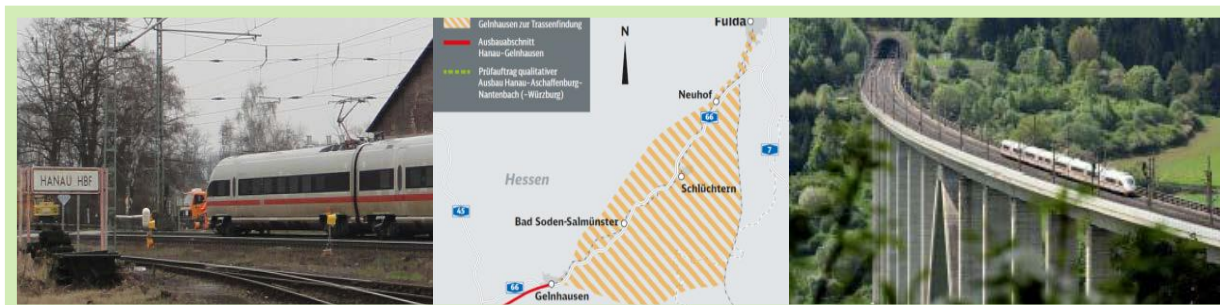 HANAU HBF
Gelnhausen zur Trassenfindung
Ausbauabschnitt
Hanau-Gelnhausen
Prüfauftrag qualitativer
Ausbau Hanau-Aschaffenburg-
Nantenbach (-Würzburg)
N
Fulda
Neuhof
66
7
Hessen
Schlüchtern
45
Bad Soden-Salmünster
66
Gelnhausen